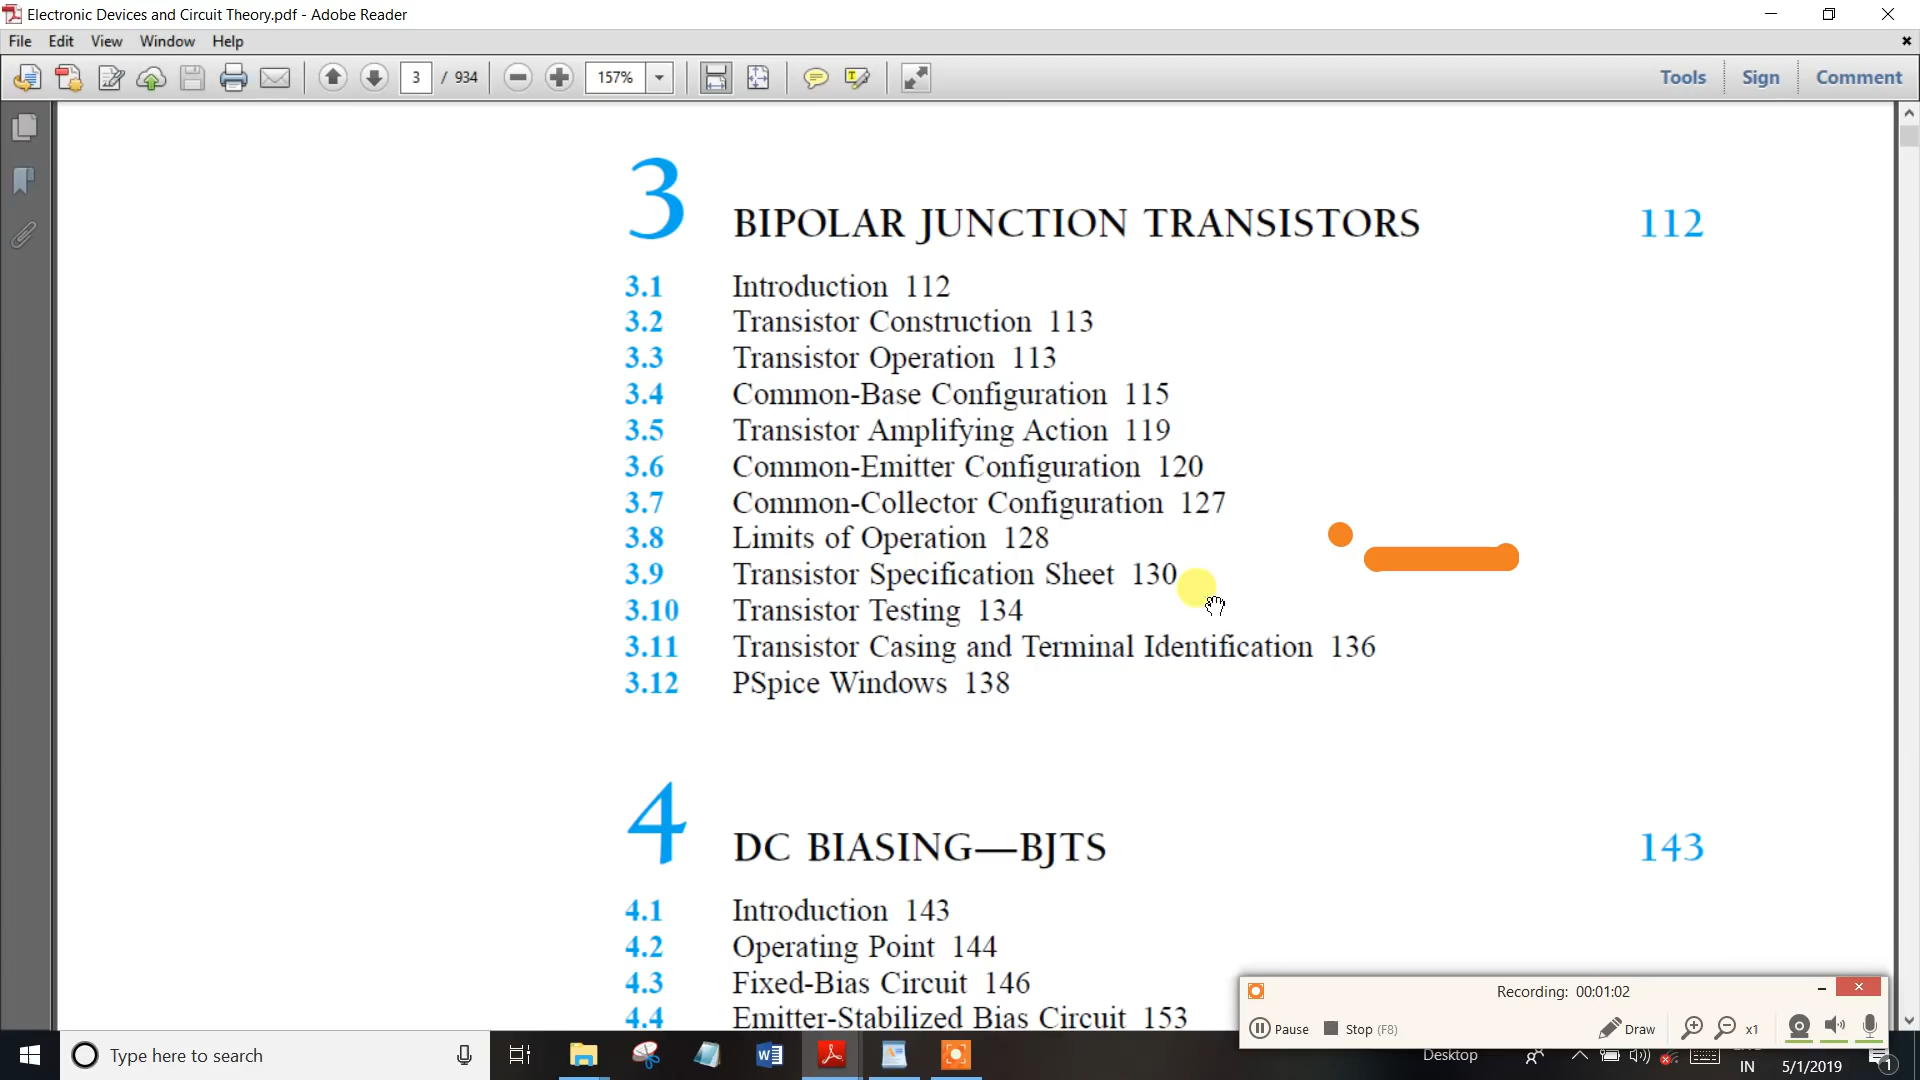 Electronic Devices and Circuit Theory.pdf - Adobe Reader
File Edit View Window Help
3 / 934 157% Tools Sign Comment
3 BIPOLAR JUNCTION TRANSISTORS 112
3.1 Introduction 112
3.2 Transistor Construction 113
3.3 Transistor Operation 113
3.4 Common-Base Configuration 115
3.5 Transistor Amplifying Action 119
3.6 Common-Emitter Configuration 120
3.7 Common-Collector Configuration 127
3.8 Limits of Operation 128
3.9 Transistor Specification Sheet 130
3.10 Transistor Testing 134
3.11 Transistor Casing and Terminal Identification 136
3.12 PSpice Windows 138
4 DC BIASING—BJTS 143
4.1 Introduction 143
4.2 Operating Point 144
4.3 Fixed-Bias Circuit 146
4.4 Emitter-Stabilized Bias Circuit 153
Recording: 00:01:02
Pause Stop (F8) Draw x1
Type here to search
Desktop
IN 5/1/2019 1